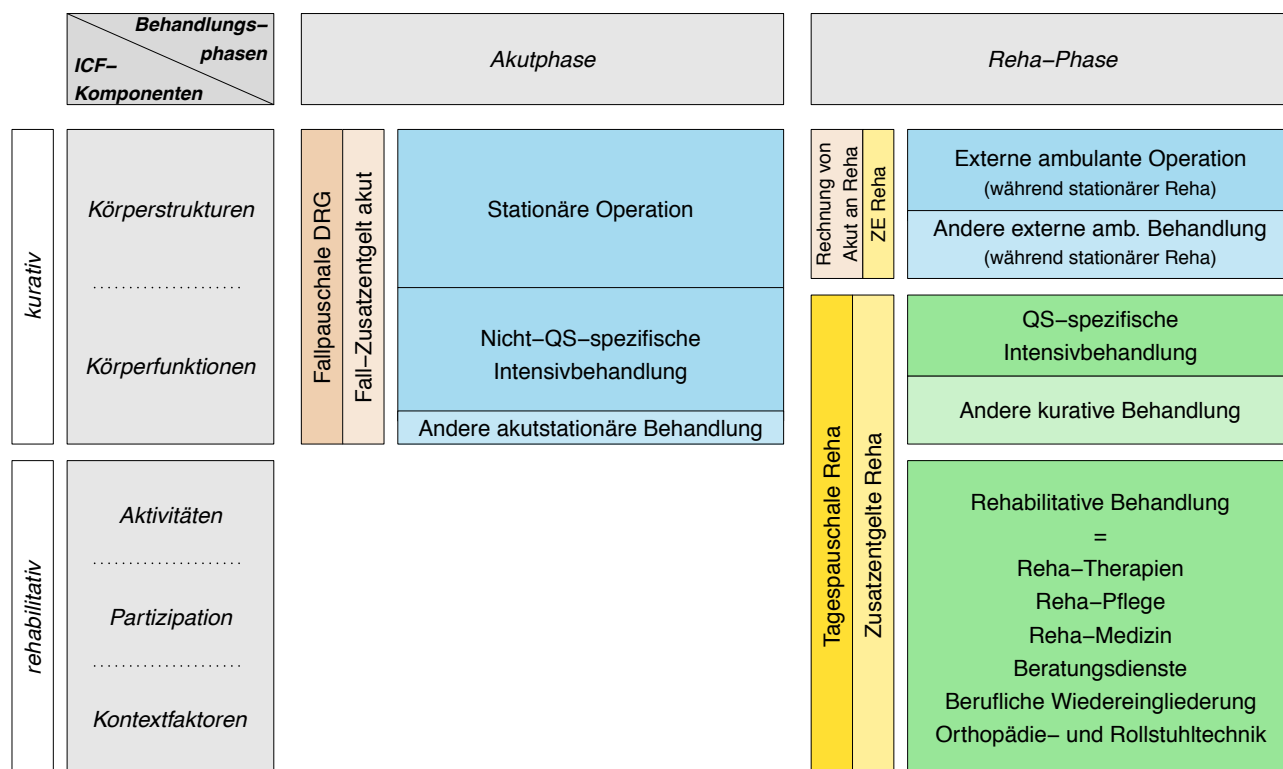 Behandlungs–
phasen
ICF–
Komponenten
Akutphase
Reha–Phase
kurativ
Körperstrukturen
Körperfunktionen
Fallpauschale DRG
Fall–Zusatzentgelt akut
Stationäre Operation
Nicht–QS–spezifische
Intensivbehandlung
Andere akutstationäre Behandlung
Rechnung von
Akut an Reha
ZE Reha
Externe ambulante Operation
(während stationärer Reha)
Andere externe amb. Behandlung
(während stationärer Reha)
Tagespauschale Reha
Zusatzentgelte Reha
QS–spezifische
Intensivbehandlung
Andere kurative Behandlung
rehabilitativ
Aktivitäten
Partizipation
Kontextfaktoren
Rehabilitative Behandlung
=
Reha–Therapien
Reha–Pflege
Reha–Medizin
Beratungsdienste
Berufliche Wiedereingliederung
Orthopädie– und Rollstuhltechnik